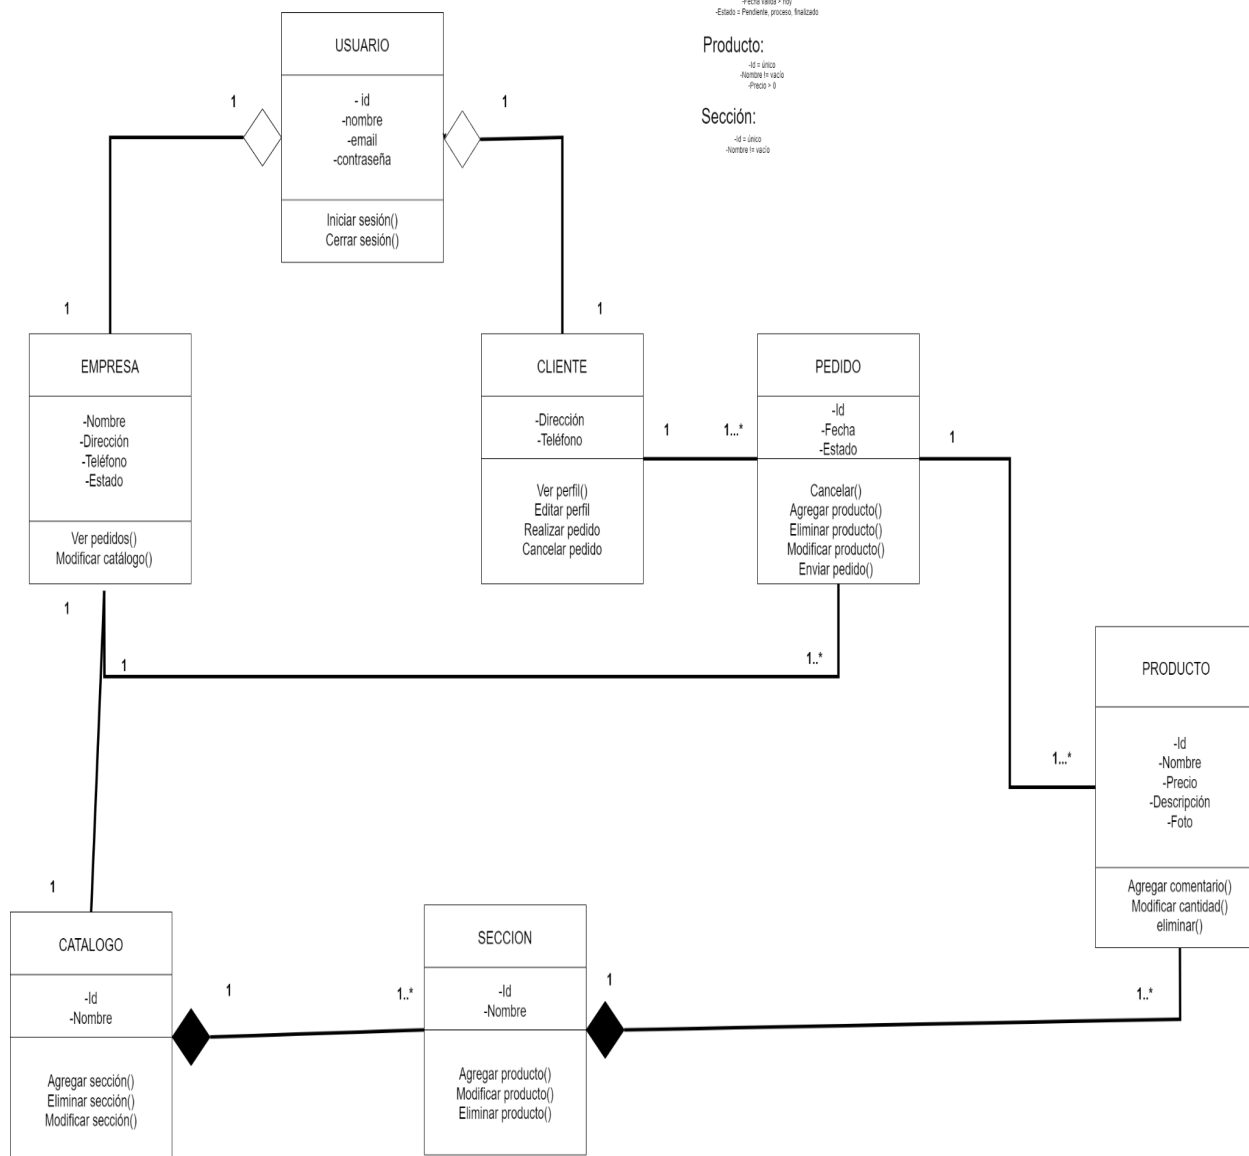 -Fecha válida > hoy
-Estado = Pendiente, proceso, finalizado
Producto:
-Id = único
-Nombre != vacío
-Precio > 0
Sección:
-Id = único
-Nombre != vacío
USUARIO
- id
-nombre
-email
-contraseña
Iniciar sesión()
Cerrar sesión()
1
1
1
1
EMPRESA
-Nombre
-Dirección
-Teléfono
-Estado
Ver pedidos()
Modificar catálogo()
CLIENTE
-Dirección
-Teléfono
Ver perfil()
Editar perfil
Realizar pedido
Cancelar pedido
1
1...*
PEDIDO
-Id
-Fecha
-Estado
Cancelar()
Agregar producto()
Eliminar producto()
Modificar producto()
Enviar pedido()
1
1
1
1..*
1...*
PRODUCTO
-Id
-Nombre
-Precio
-Descripción
-Foto
Agregar comentario()
Modificar cantidad()
eliminar()
1
CATALOGO
-Id
-Nombre
Agregar sección()
Eliminar sección()
Modificar sección()
1
1..*
SECCION
-Id
-Nombre
Agregar producto()
Modificar producto()
Eliminar producto()
1
1..*